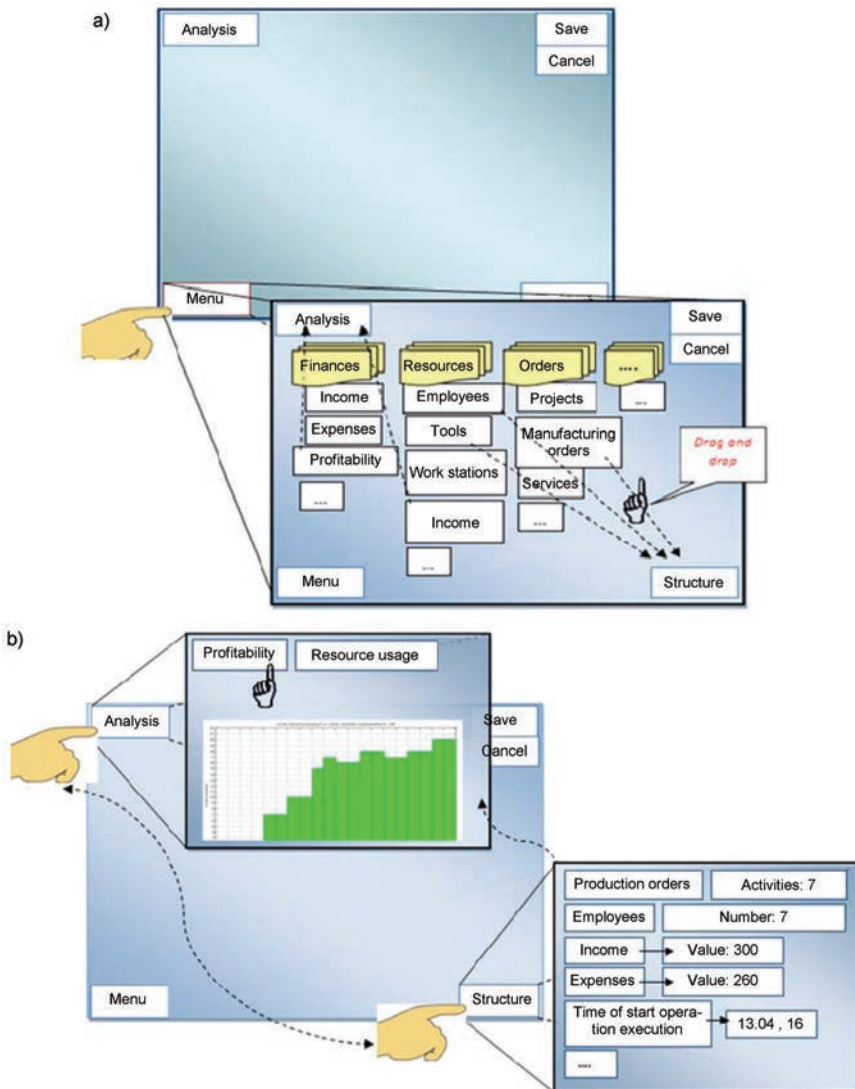 a)
Analysis
Save
Cancel
Menu
Analysis
Save
Cancel
Finances
Resources
Orders
....
Income
Expenses
Profitability
...
Employees
Tools
Work stations
Income
...
Projects
Manufacturing
orders
Services
...
...
Drag and
drop
Menu
Structure
b)
Profitability
Resource usage
Analysis
Save
Cancel
Menu
Structure
Production orders
Activities: 7
Employees
Number: 7
Income
Value: 300
Expenses
Value: 260
Time of start opera-
tion execution
13.04 , 16
....